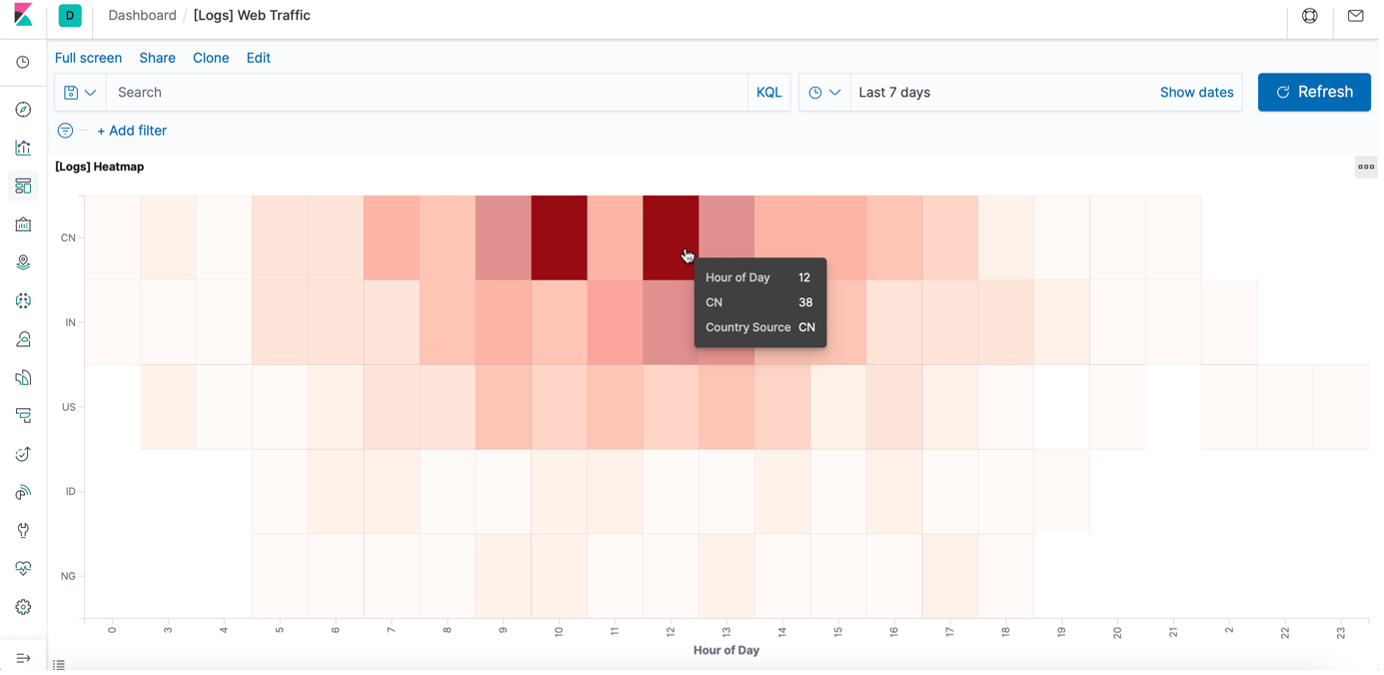 D Dashboard / [Logs] Web Traffic
Full screen Share Clone Edit
Search KQL Last 7 days Show dates Refresh
+ Add filter
[Logs] Heatmap
CN
Hour of Day 12
CN 38
Country Source CN
IN
US
ID
NG
0 3 4 5 6 7 8 9 10 11 12 13 14 15 16 17 18 19 20 21 2 22 23
Hour of Day